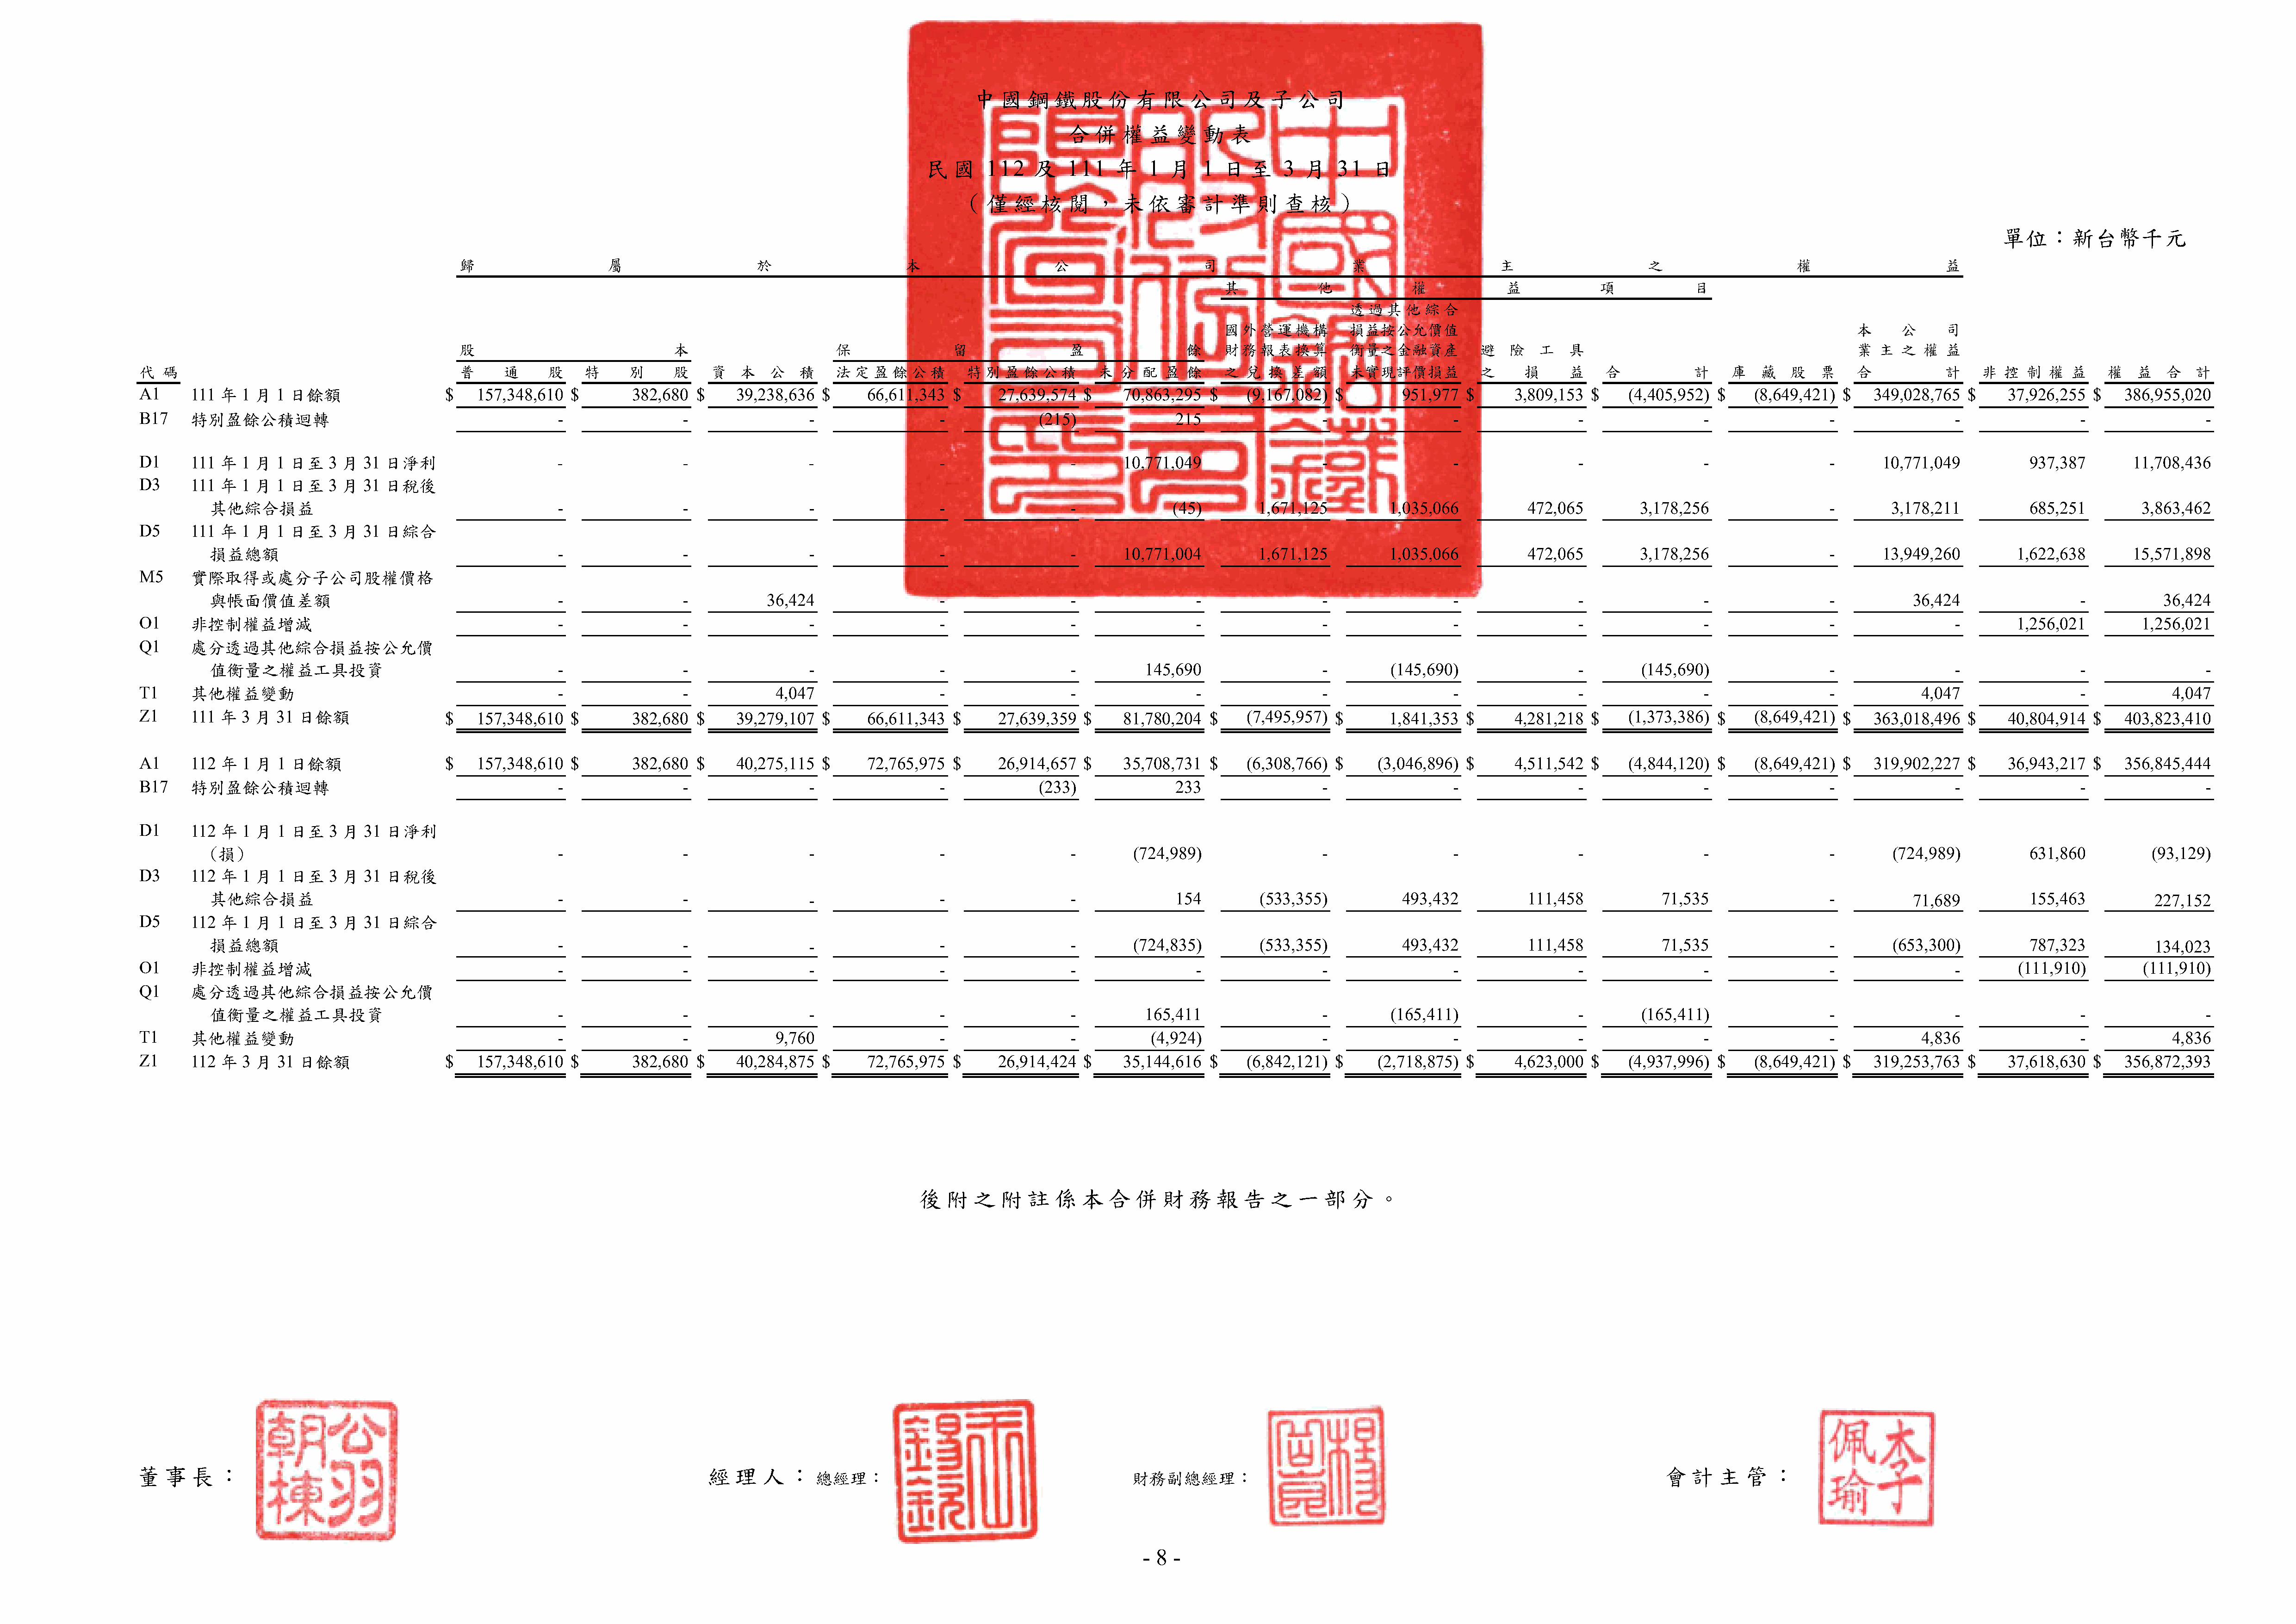 中國鋼鐵股份有限公司及子公司
合併權益變動表
民國 112 及 111 年 1 月 1 日至 3 月 31 日
（僅經核閱，未依審計準則查核）
單位：新台幣千元
歸屬於本公司業主之權益
其他權益項目
透過其他綜合
國外營運機構 損益按公允價值 本公司
股本 保留盈餘 財務報表換算 衡量之金融資產 避險工具 業主之權益
代碼 普通股 特別股 資本公積 法定盈餘公積 特別盈餘公積 未分配盈餘 之兌換差額 未實現評價損益 之損益 合計 庫藏股票 合計 非控制權益 權益合計
A1 111 年 1 月 1 日餘額 $ 157,348,610 $ 382,680 $ 39,238,636 $ 66,611,343 $ 27,639,574 $ 70,863,295 $ (9,167,082) $ 951,977 $ 3,809,153 $ (4,405,952) $ (8,649,421) $ 349,028,765 $ 37,926,255 $ 386,955,020
B17 特別盈餘公積迴轉 - - - - (215) 215 - - - - - - - -
D1 111 年 1 月 1 日至 3 月 31 日淨利 - - - - - 10,771,049 - - - - - 10,771,049 937,387 11,708,436
D3 111 年 1 月 1 日至 3 月 31 日稅後
其他綜合損益 - - - - - (45) 1,671,125 1,035,066 472,065 3,178,256 - 3,178,211 685,251 3,863,462
D5 111 年 1 月 1 日至 3 月 31 日綜合
損益總額 - - - - - 10,771,004 1,671,125 1,035,066 472,065 3,178,256 - 13,949,260 1,622,638 15,571,898
M5 實際取得或處分子公司股權價格
與帳面價值差額 - - 36,424 - - - - - - - - 36,424 - 36,424
O1 非控制權益增減 - - - - - - - - - - - - 1,256,021 1,256,021
Q1 處分透過其他綜合損益按公允價
值衡量之權益工具投資 - - - - - 145,690 - (145,690) - (145,690) - - - -
T1 其他權益變動 - - 4,047 - - - - - - - - 4,047 - 4,047
Z1 111 年 3 月 31 日餘額 $ 157,348,610 $ 382,680 $ 39,279,107 $ 66,611,343 $ 27,639,359 $ 81,780,204 $ (7,495,957) $ 1,841,353 $ 4,281,218 $ (1,373,386) $ (8,649,421) $ 363,018,496 $ 40,804,914 $ 403,823,410
A1 112 年 1 月 1 日餘額 $ 157,348,610 $ 382,680 $ 40,275,115 $ 72,765,975 $ 26,914,657 $ 35,708,731 $ (6,308,766) $ (3,046,896) $ 4,511,542 $ (4,844,120) $ (8,649,421) $ 319,902,227 $ 36,943,217 $ 356,845,444
B17 特別盈餘公積迴轉 - - - - (233) 233 - - - - - - - -
D1 112 年 1 月 1 日至 3 月 31 日淨利
（損） - - - - - (724,989) - - - - - (724,989) 631,860 (93,129)
D3 112 年 1 月 1 日至 3 月 31 日稅後
其他綜合損益 - - - - - 154 (533,355) 493,432 111,458 71,535 - 71,689 155,463 227,152
D5 112 年 1 月 1 日至 3 月 31 日綜合
損益總額 - - - - - (724,835) (533,355) 493,432 111,458 71,535 - (653,300) 787,323 134,023
O1 非控制權益增減 - - - - - - - - - - - - (111,910) (111,910)
Q1 處分透過其他綜合損益按公允價
值衡量之權益工具投資 - - - - - 165,411 - (165,411) - (165,411) - - - -
T1 其他權益變動 - - 9,760 - - (4,924) - - - - - 4,836 - 4,836
Z1 112 年 3 月 31 日餘額 $ 157,348,610 $ 382,680 $ 40,284,875 $ 72,765,975 $ 26,914,424 $ 35,144,616 $ (6,842,121) $ (2,718,875) $ 4,623,000 $ (4,937,996) $ (8,649,421) $ 319,253,763 $ 37,618,630 $ 356,872,393
後附之附註係本合併財務報告之一部分。
董事長： 翁朝棟 經理人：總經理： 王錫欽 財務副總經理： 會計主管： 李佩瑜
- 8 -